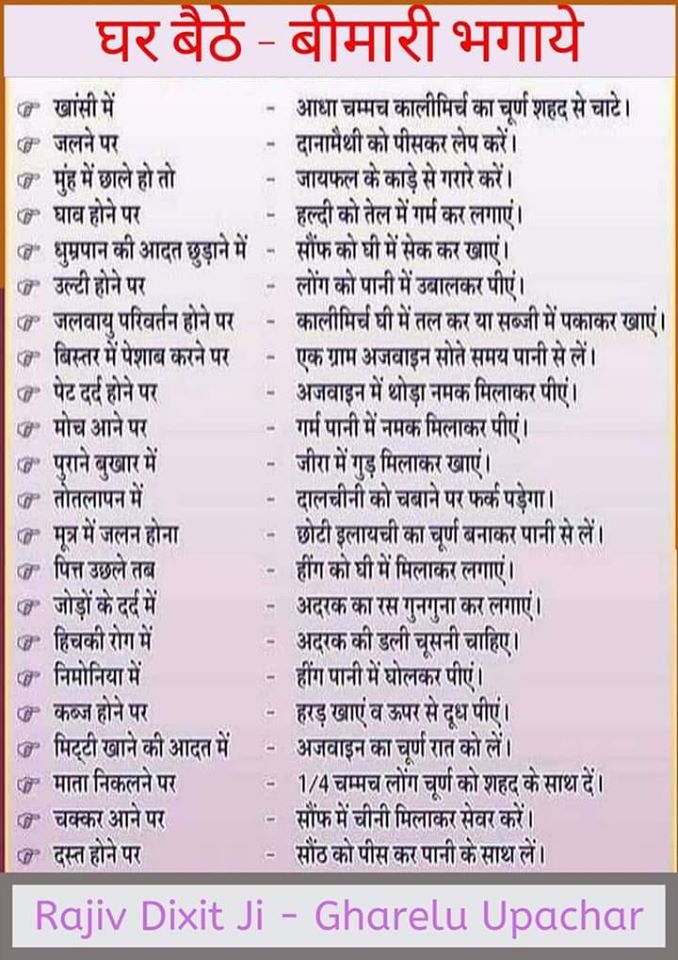 घर बैठे - बीमारी भगाये
खांसी में - आधा चम्मच कालीमिर्च का चूर्ण शहद से चाटे।
जलने पर - दानामैथी को पीसकर लेप करें।
मुंह में छाले हो तो - जायफल के काड़े से गरारे करें।
घाव होने पर - हल्दी को तेल में गर्म कर लगाएं।
धुम्रपान की आदत छुड़ाने में - सौंफ को घी में सेक कर खाएं।
उल्टी होने पर - लोंग को पानी में उबालकर पीएं।
जलवायु परिवर्तन होने पर - कालीमिर्च घी में तल कर या सब्जी में पकाकर खाएं।
बिस्तर में पेशाब करने पर - एक ग्राम अजवाइन सोते समय पानी से लें।
पेट दर्द होने पर - अजवाइन में थोड़ा नमक मिलाकर पीएं।
मोच आने पर - गर्म पानी में नमक मिलाकर पीएं।
पुराने बुखार में - जीरा में गुड़ मिलाकर खाएं।
तोतलापन में - दालचीनी को चबाने पर फर्क पड़ेगा।
मूत्र में जलन होना - छोटी इलायची का चूर्ण बनाकर पानी से लें।
पित्त उछले तब - हींग को घी में मिलाकर लगाएं।
जोड़ों के दर्द में - अदरक का रस गुनगुना कर लगाएं।
हिचकी रोग में - अदरक की डली चूसनी चाहिए।
निमोनिया में - हींग पानी में घोलकर पीएं।
कब्ज होने पर - हरड़ खाएं व ऊपर से दूध पीएं।
मिट्टी खाने की आदत में - अजवाइन का चूर्ण रात को लें।
माता निकलने पर - 1/4 चम्मच लोंग चूर्ण को शहद के साथ दें।
चक्कर आने पर - सौंफ में चीनी मिलाकर सेवर करें।
दस्त होने पर - सौंठ को पीस कर पानी के साथ लें।
Rajiv Dixit Ji - Gharelu Upachar